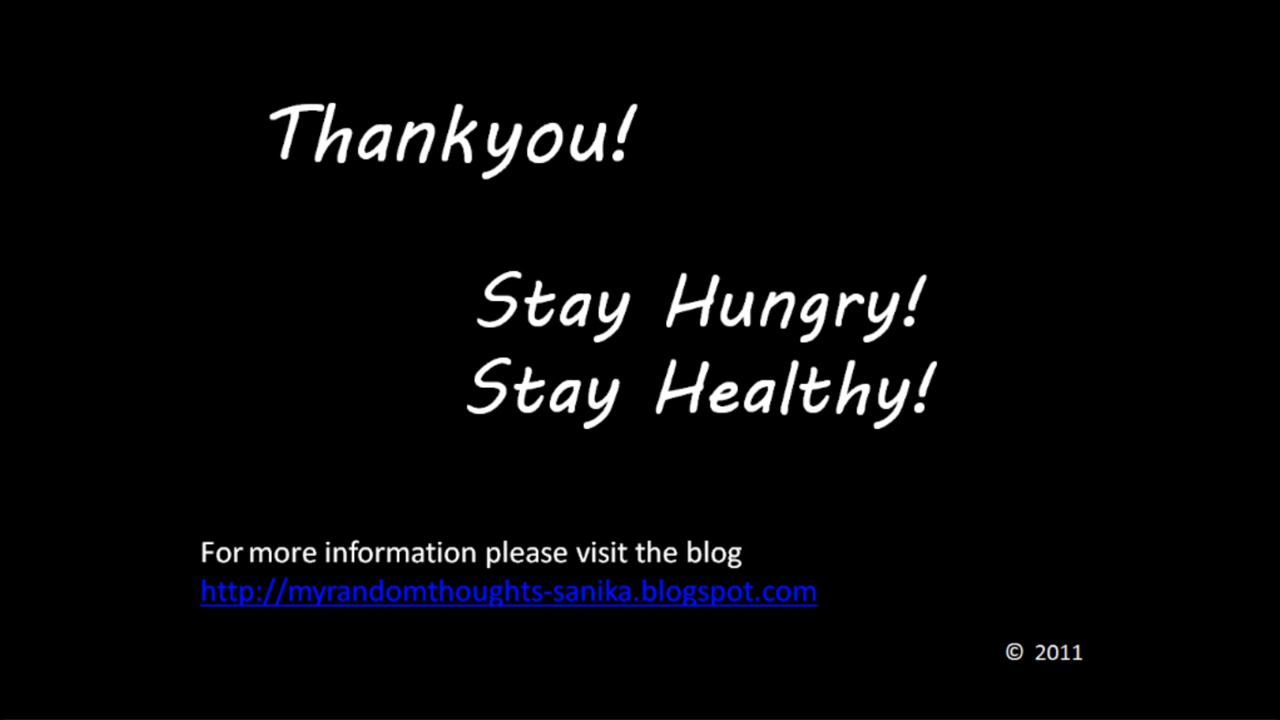 Thankyou!
Stay Hungry!
Stay Healthy!
For more information please visit the blog
http://myrandomthoughts-sanika.blogspot.com
© 2011